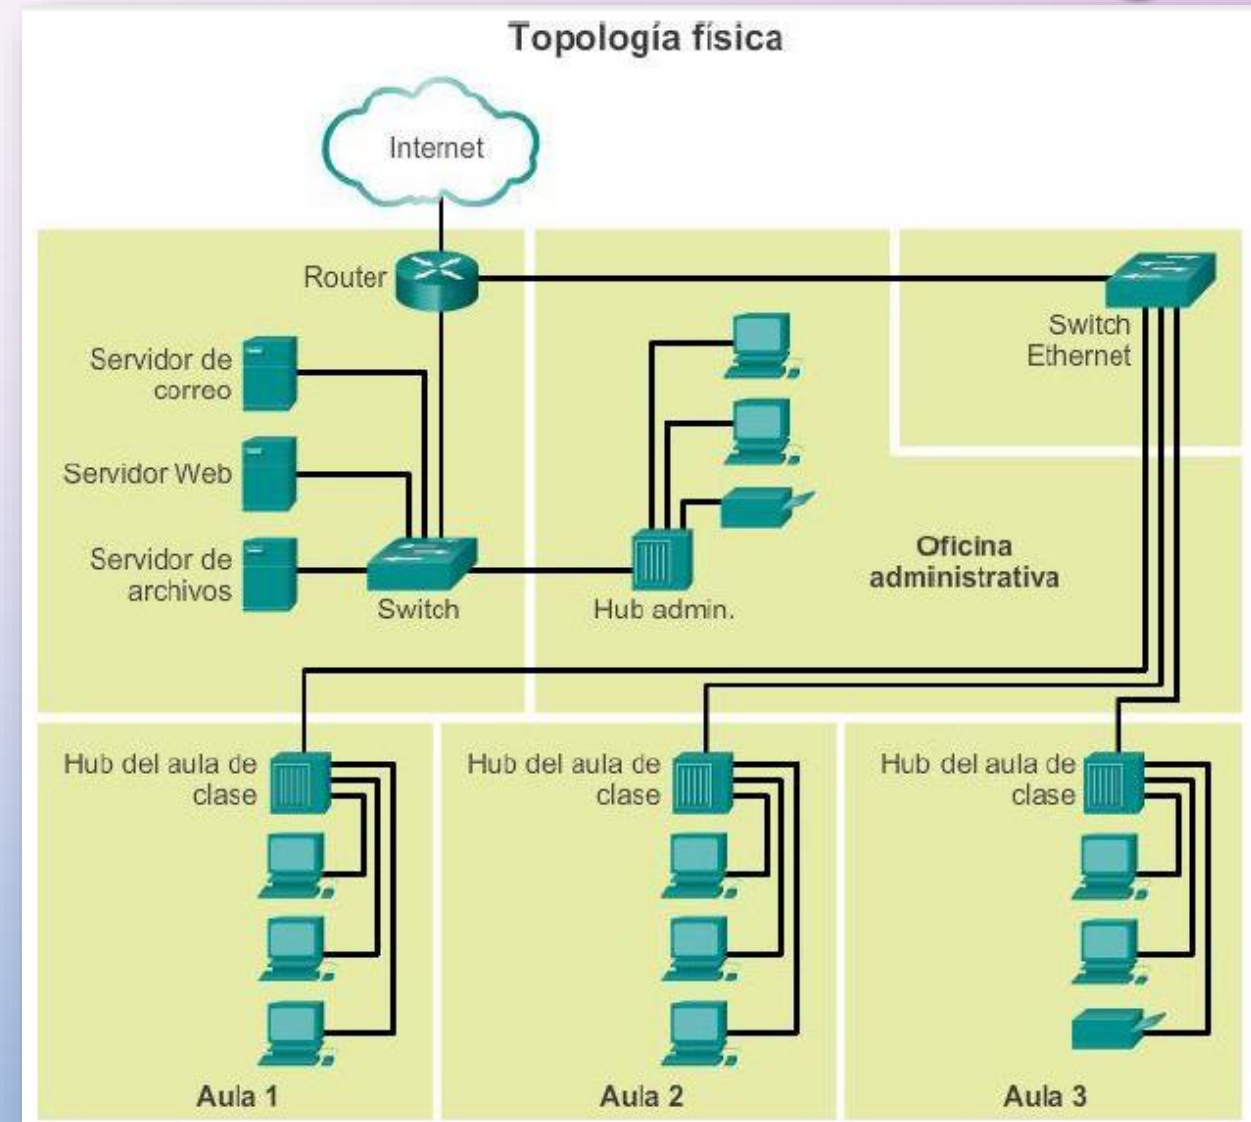 Topología física
Internet
Router
Switch
Ethernet
Servidor de
correo
Servidor Web
Servidor de
archivos
Switch
Hub admin.
Oficina
administrativa
Hub del aula de
clase
Hub del aula de
clase
Hub del aula de
clase
Aula 1
Aula 2
Aula 3